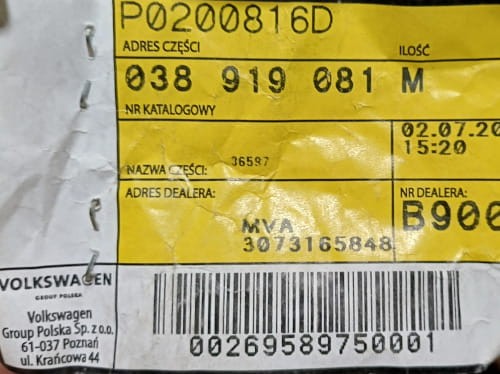 P0200816D
ADRES CZĘŚCI
ILOŚĆ
038 919 081 M
NR KATALOGOWY
02.07.20
15:20
NAZWA CZĘŚCI:
36597
ADRES DEALERA:
NR DEALERA:
MVA
B900
3073165848
VOLKSWAGEN
GROUP POLSKA
Volkswagen
Group Polska Sp. z o.o.
61-037 Poznań
ul. Krańcowa 44
00269589750001